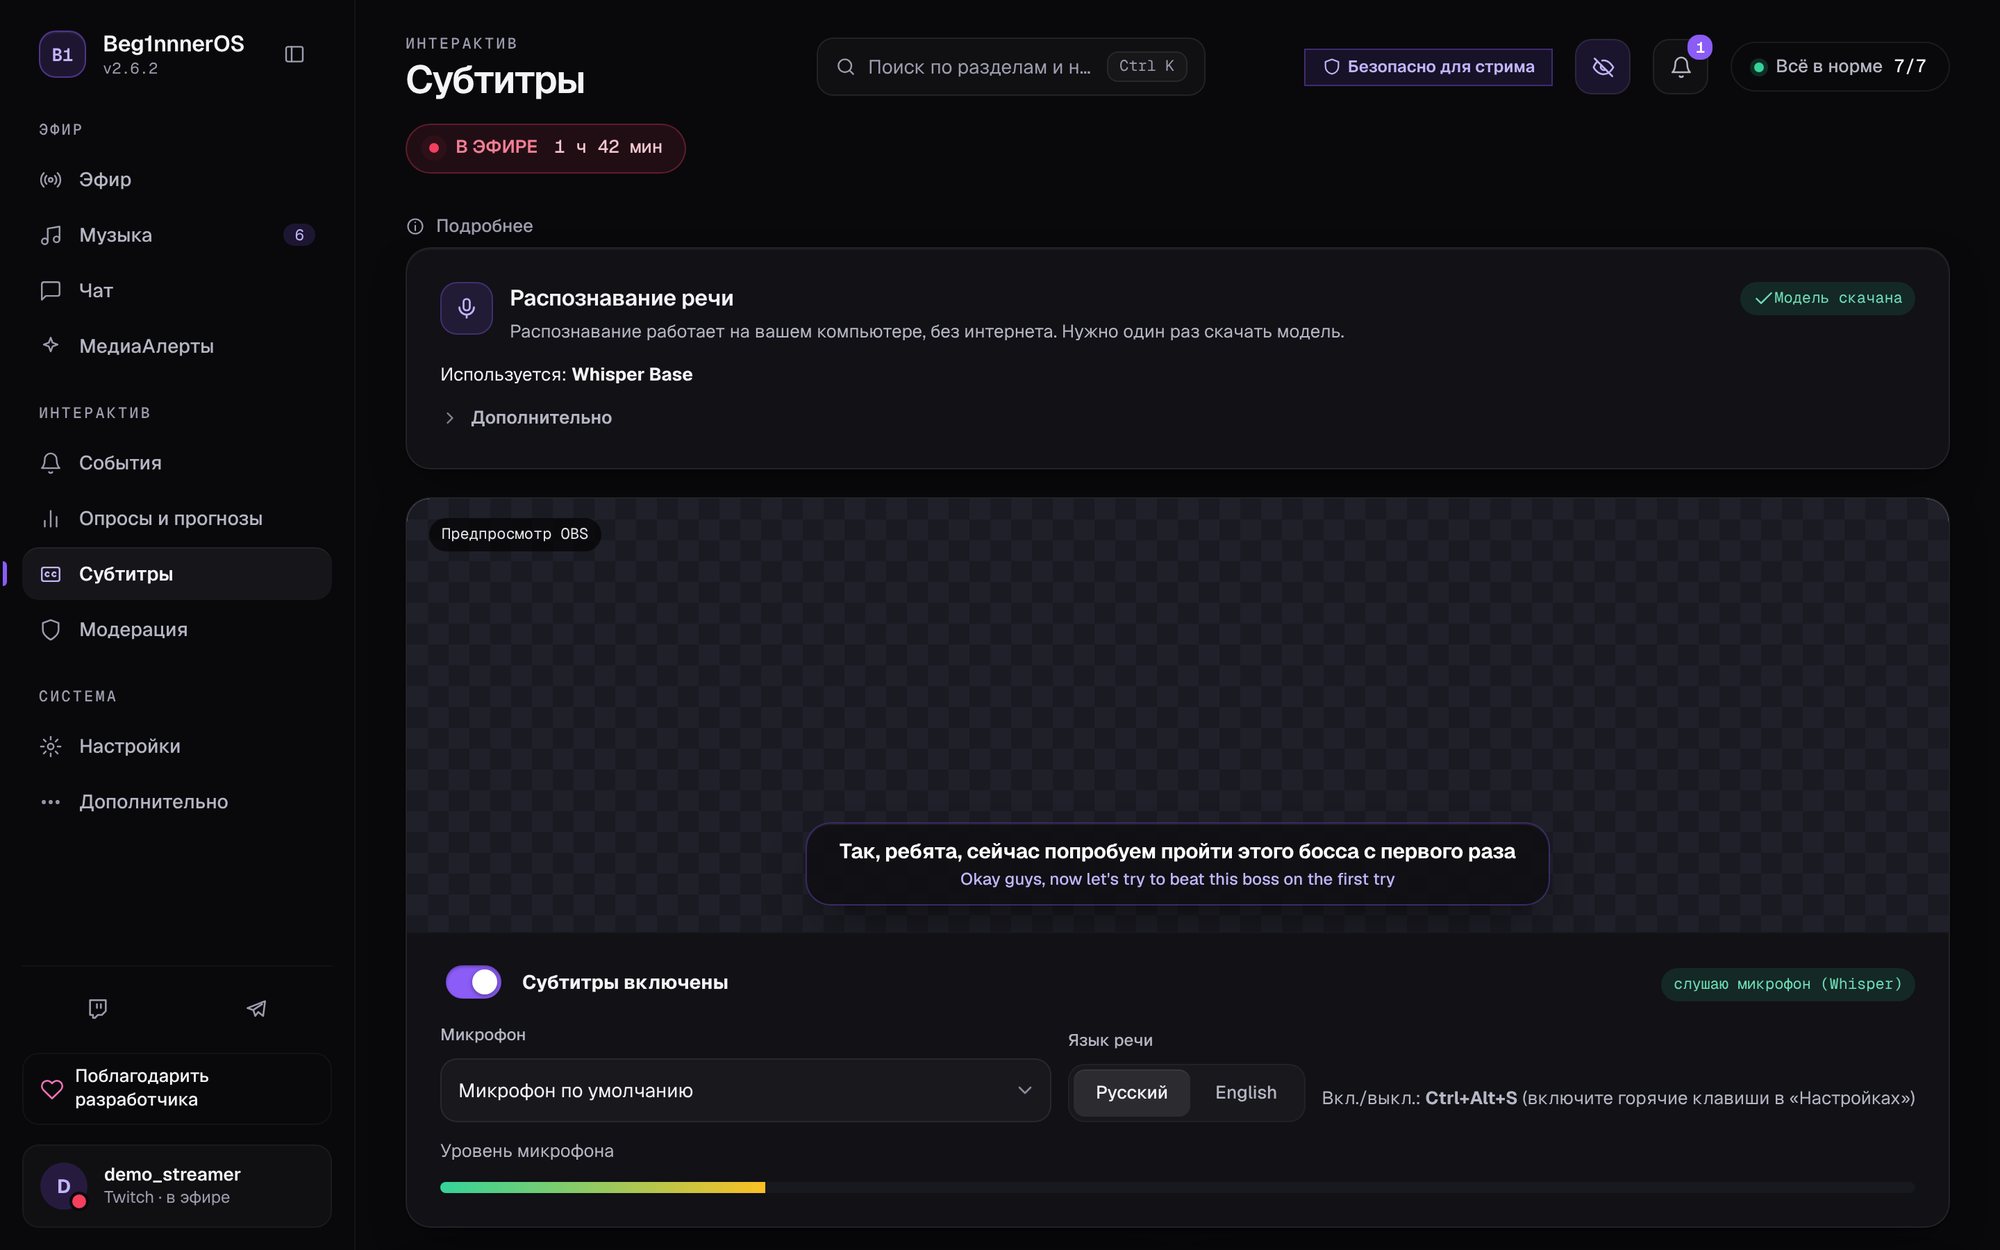 B1
Beg1nnnerOS
v2.6.2
ЭФИР
Эфир
Музыка
6
Чат
МедиаАлерты
ИНТЕРАКТИВ
События
Опросы и прогнозы
Субтитры
Модерация
СИСТЕМА
Настройки
Дополнительно
Поблагодарить
разработчика
D
demo_streamer
Twitch · в эфире
ИНТЕРАКТИВ
Субтитры
Поиск по разделам и н...
Ctrl K
Безопасно для стрима
1
Всё в норме 7/7
В ЭФИРЕ 1 ч 42 мин
Подробнее
Распознавание речи
Распознавание работает на вашем компьютере, без интернета. Нужно один раз скачать модель.
Модель скачана
Используется: Whisper Base
Дополнительно
Предпросмотр OBS
Так, ребята, сейчас попробуем пройти этого босса с первого раза
Okay guys, now let's try to beat this boss on the first try
Субтитры включены
слушаю микрофон (Whisper)
Микрофон
Микрофон по умолчанию
Язык речи
Русский
English
Вкл./выкл.: Ctrl+Alt+S (включите горячие клавиши в «Настройках»)
Уровень микрофона